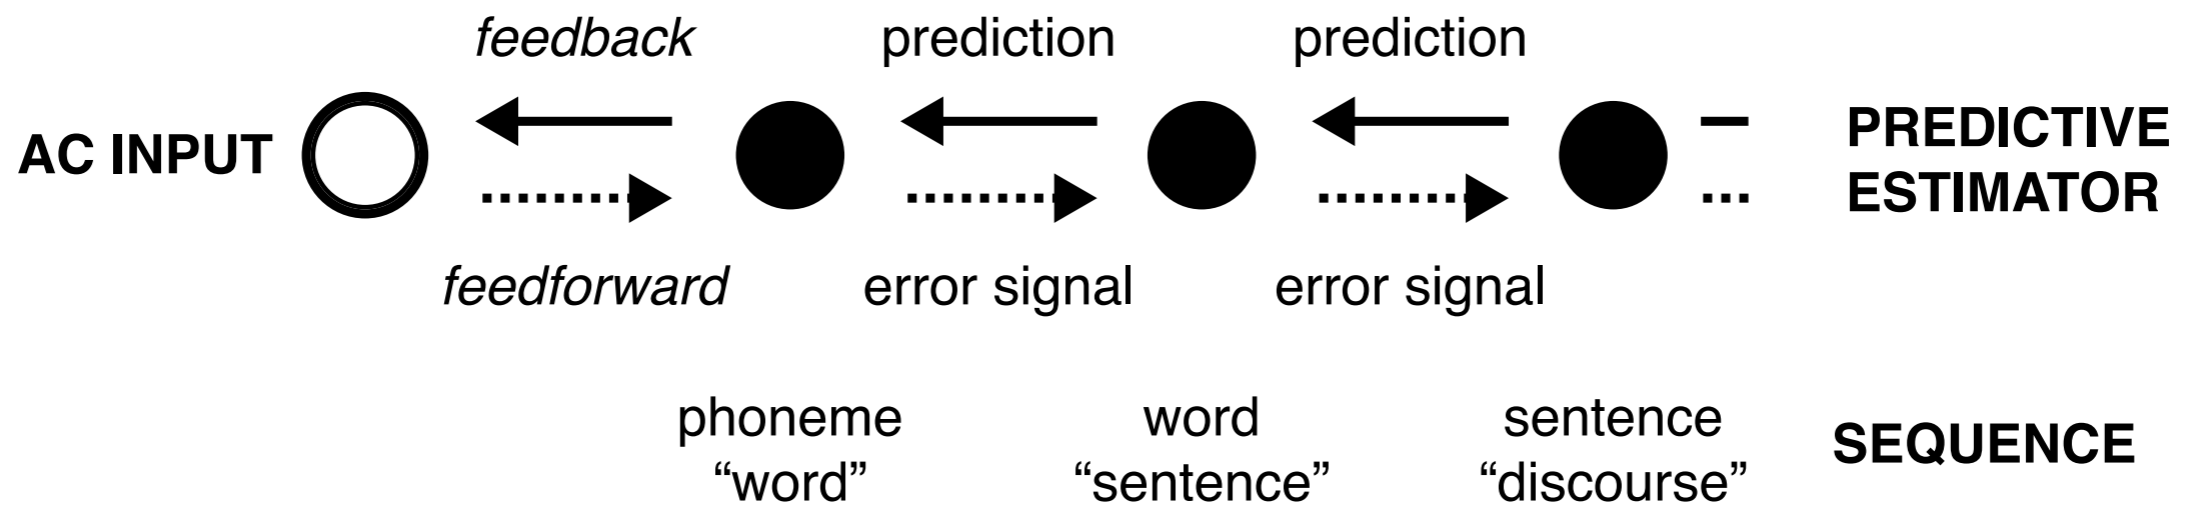 feedback prediction prediction
AC INPUT PREDICTIVE
ESTIMATOR
feedforward error signal error signal
phoneme word sentence
“word” “sentence” “discourse”
SEQUENCE